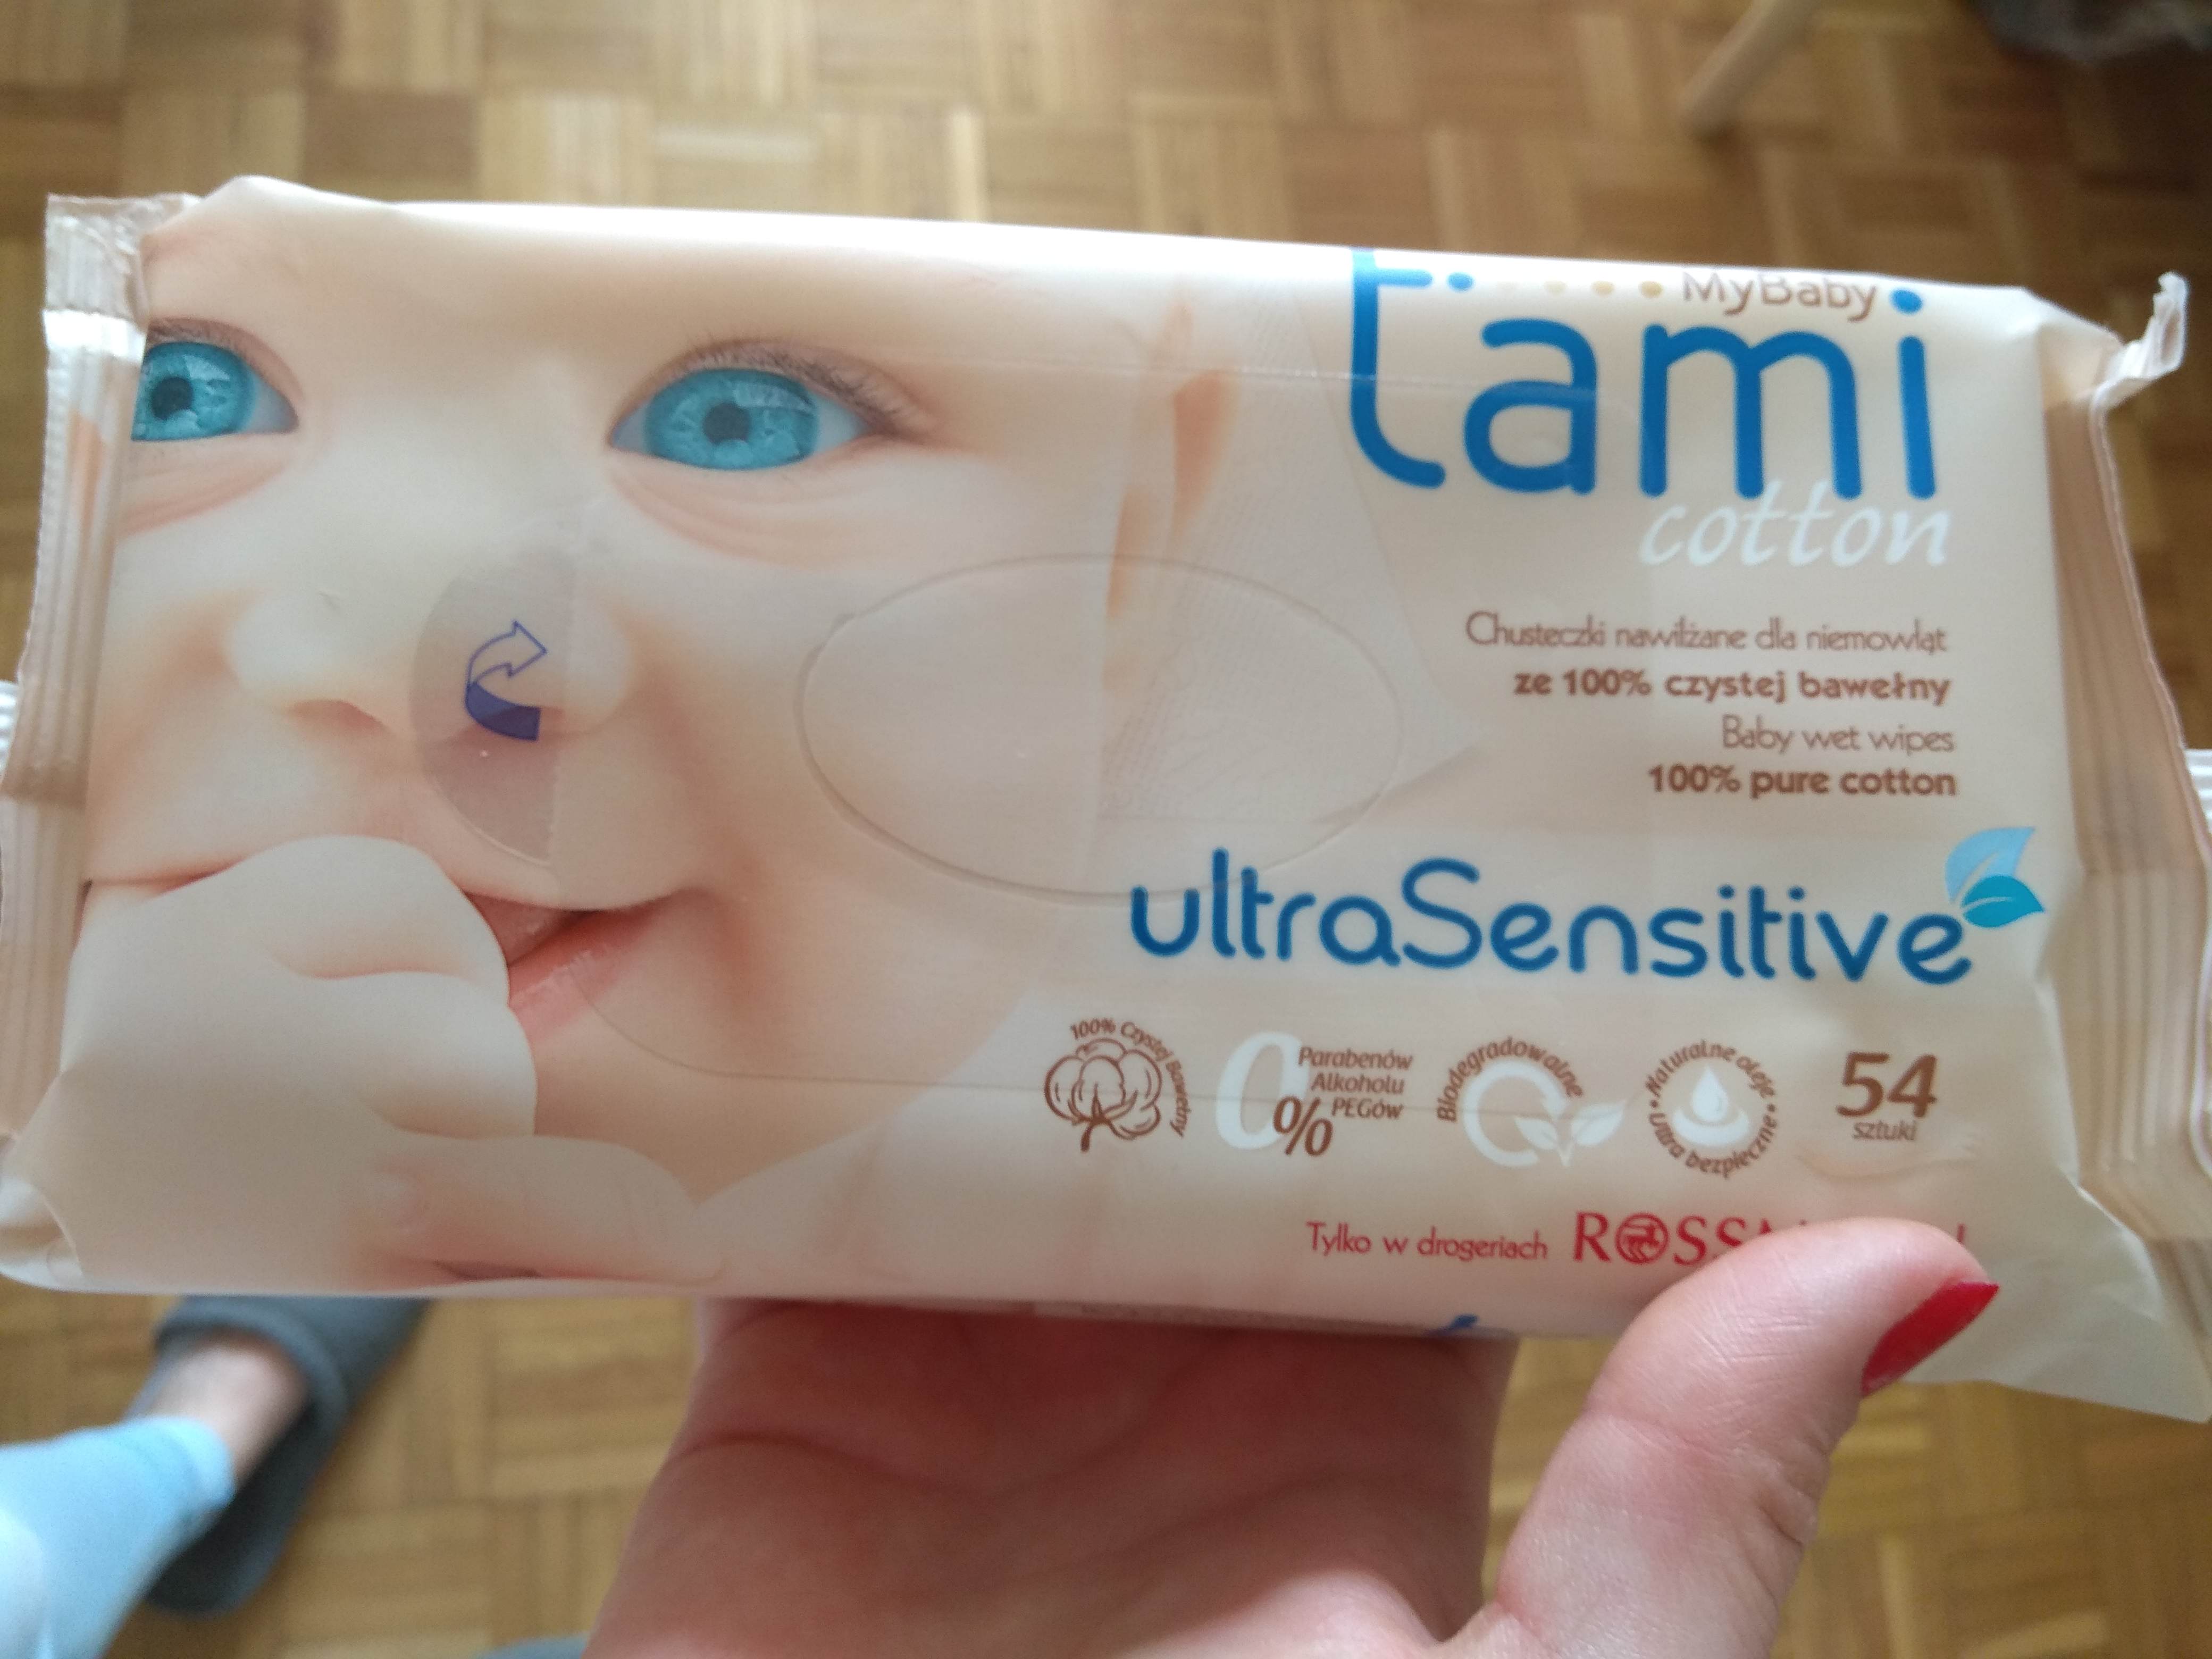 MyBaby
tami
cotton
Chusteczki nawilżane dla niemowląt
ze 100% czystej bawełny
Baby wet wipes
100% pure cotton
ultraSensitive
100% Czystej Bawełny
0%
Parabenów
Alkoholu
PEGów
Biodegradowalne
• Naturalne oleje •
Ultra bezpieczne
54
sztuki
Tylko w drogeriach